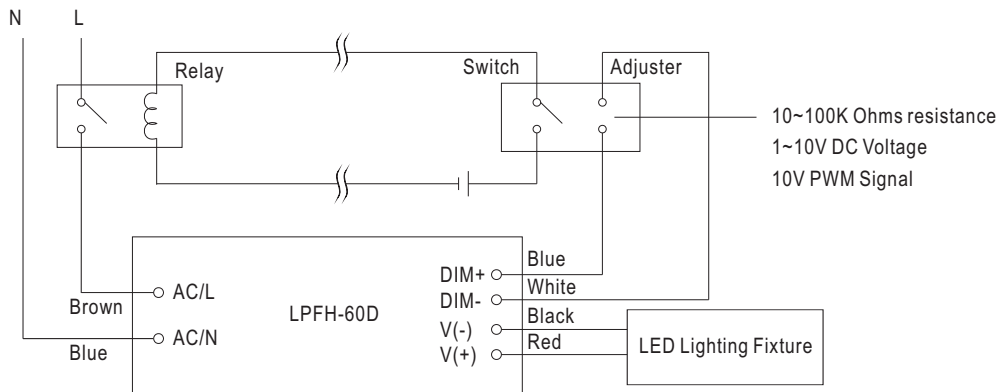 N L
Relay
Switch Adjuster
10~100K Ohms resistance
1~10V DC Voltage
10V PWM Signal
Blue
DIM+
White
DIM-
Black
V(-)
Red
V(+)
AC/L
Brown
AC/N
Blue
LPFH-60D
LED Lighting Fixture